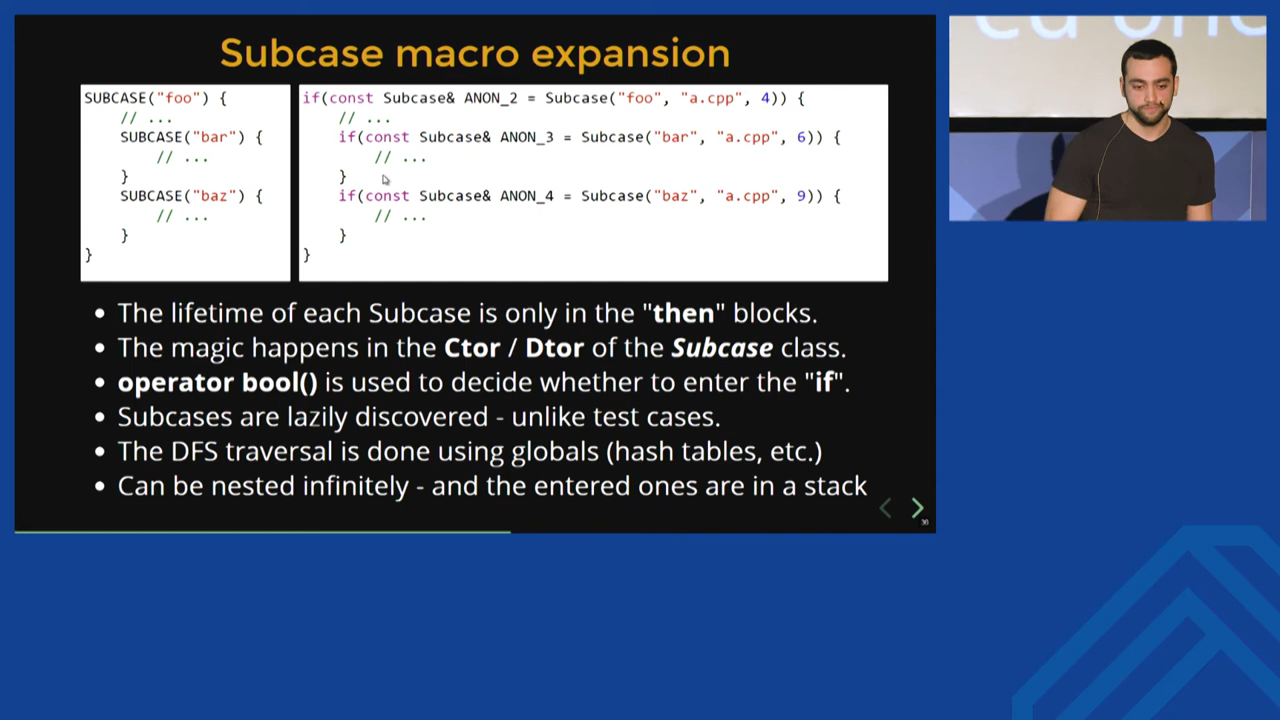 Subcase macro expansion
SUBCASE("foo") {
// ...
SUBCASE("bar") {
// ...
}
SUBCASE("baz") {
// ...
}
}
if(const Subcase& ANON_2 = Subcase("foo", "a.cpp", 4)) {
// ...
if(const Subcase& ANON_3 = Subcase("bar", "a.cpp", 6)) {
// ...
}
if(const Subcase& ANON_4 = Subcase("baz", "a.cpp", 9)) {
// ...
}
}
• The lifetime of each Subcase is only in the "then" blocks.
• The magic happens in the Ctor / Dtor of the Subcase class.
• operator bool() is used to decide whether to enter the "if".
• Subcases are lazily discovered - unlike test cases.
• The DFS traversal is done using globals (hash tables, etc.)
• Can be nested infinitely - and the entered ones are in a stack